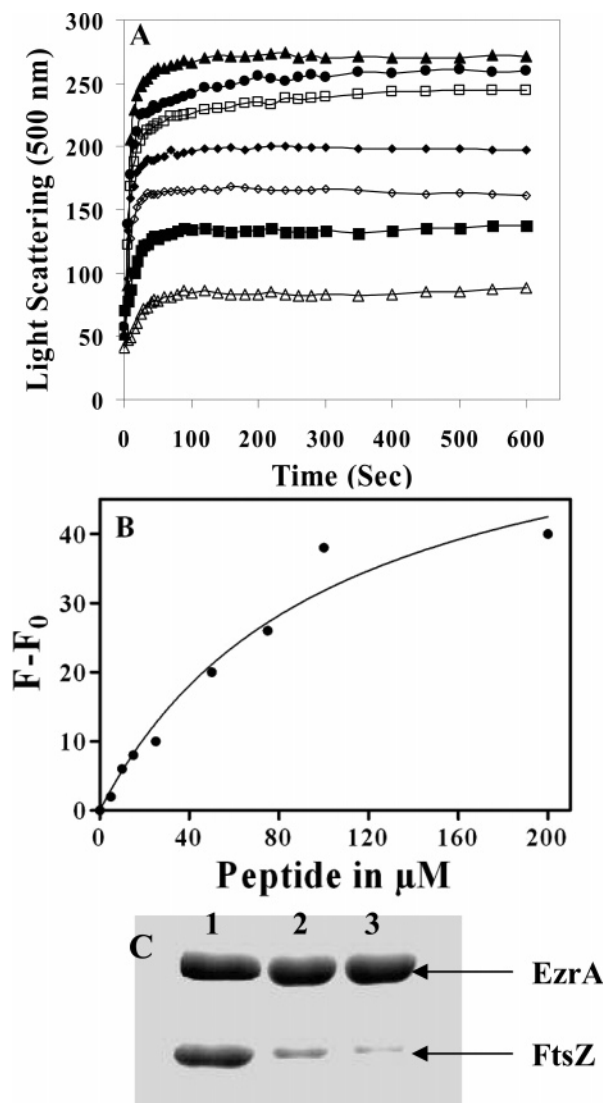 A
300
250
200
150
100
50
0
Light Scattering (500 nm)
0 100 200 300 400 500 600
Time (Sec)
B
40
30
20
10
0
F-F0
0 40 80 120 160 200
Peptide in μM
C
1 2 3
EzrA
FtsZ